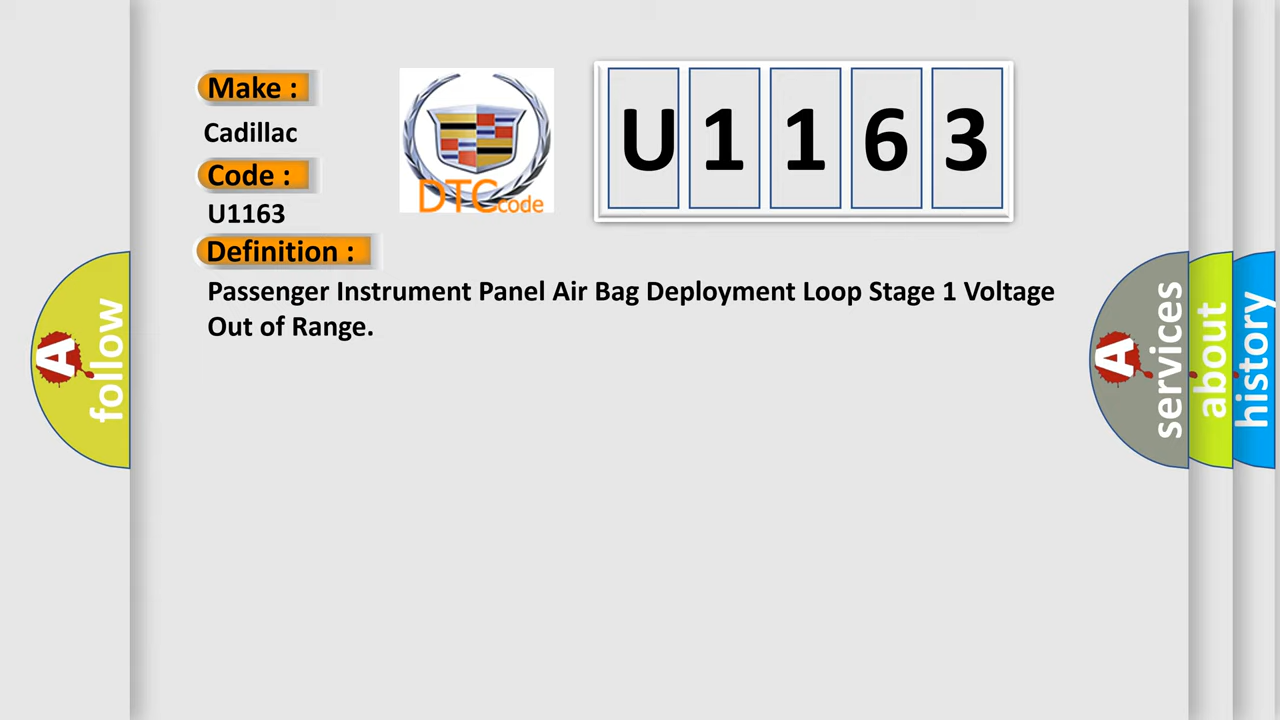 Make :
Cadillac
Code :
U1163
Definition :
Passenger Instrument Panel Air Bag Deployment Loop Stage 1 Voltage
Out of Range.
DTC code
U 1 1 6 3
A follow
A services
about
history